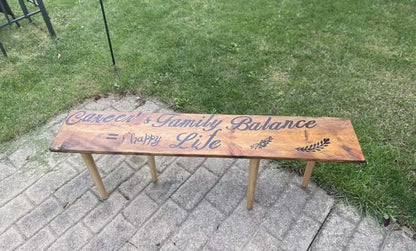 Career & Family Balance
= happy Life